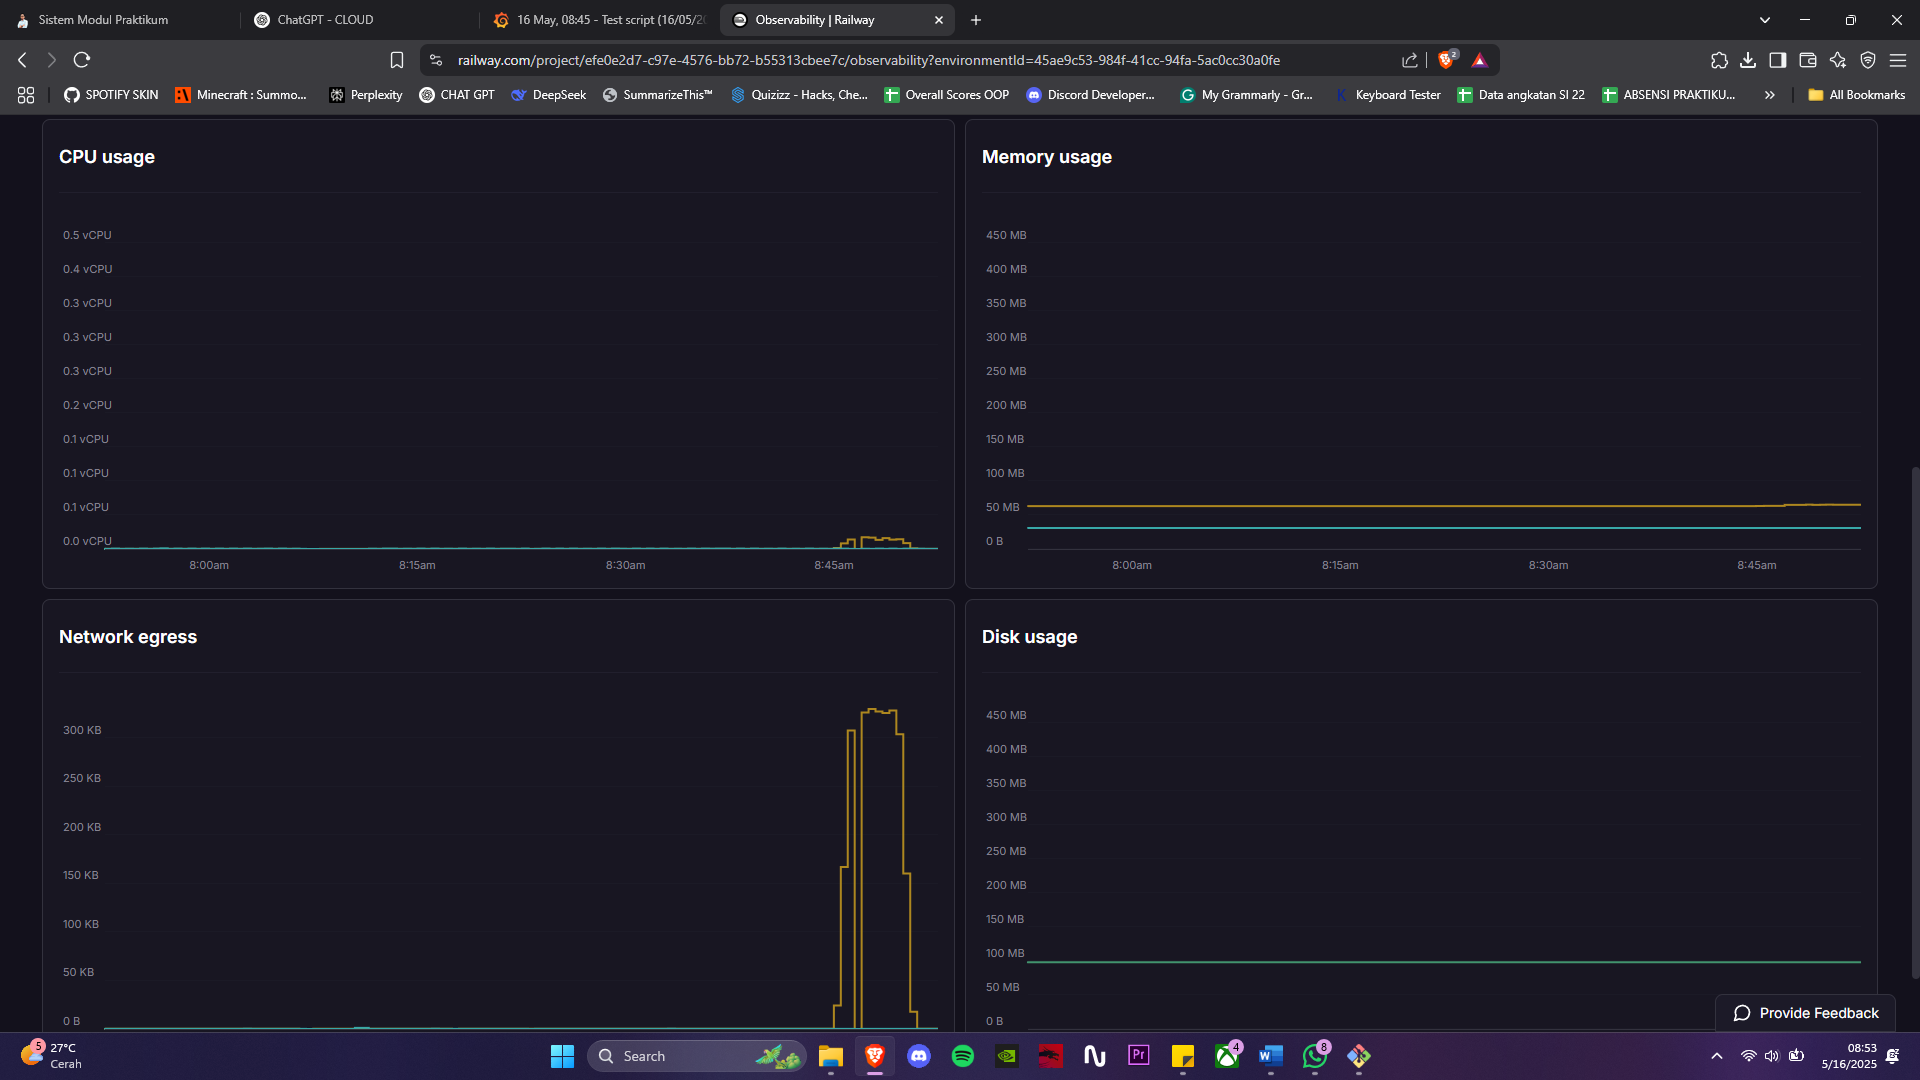 Sistem Modul Praktikum
ChatGPT - CLOUD
16 May, 08:45 - Test script (16/05/20
Observability | Railway
railway.com/project/efe0e2d7-c97e-4576-bb72-b55313cbee7c/observability?environmentId=45ae9c53-984f-41cc-94fa-5ac0cc30a0fe
2
SPOTIFY SKIN
Minecraft : Summo...
Perplexity
CHAT GPT
DeepSeek
SummarizeThis™
Quizizz - Hacks, Che...
Overall Scores OOP
Discord Developer...
My Grammarly - Gr...
Keyboard Tester
Data angkatan SI 22
ABSENSI PRAKTIKU...
All Bookmarks
CPU usage
0.5 vCPU
0.4 vCPU
0.3 vCPU
0.3 vCPU
0.3 vCPU
0.2 vCPU
0.1 vCPU
0.1 vCPU
0.1 vCPU
0.0 vCPU
8:00am
8:15am
8:30am
8:45am
Memory usage
450 MB
400 MB
350 MB
300 MB
250 MB
200 MB
150 MB
100 MB
50 MB
0 B
8:00am
8:15am
8:30am
8:45am
Network egress
300 KB
250 KB
200 KB
150 KB
100 KB
50 KB
0 B
Disk usage
450 MB
400 MB
350 MB
300 MB
250 MB
200 MB
150 MB
100 MB
50 MB
0 B
Provide Feedback
5
27°C
Cerah
Search
Pr
4
8
08:53
5/16/2025